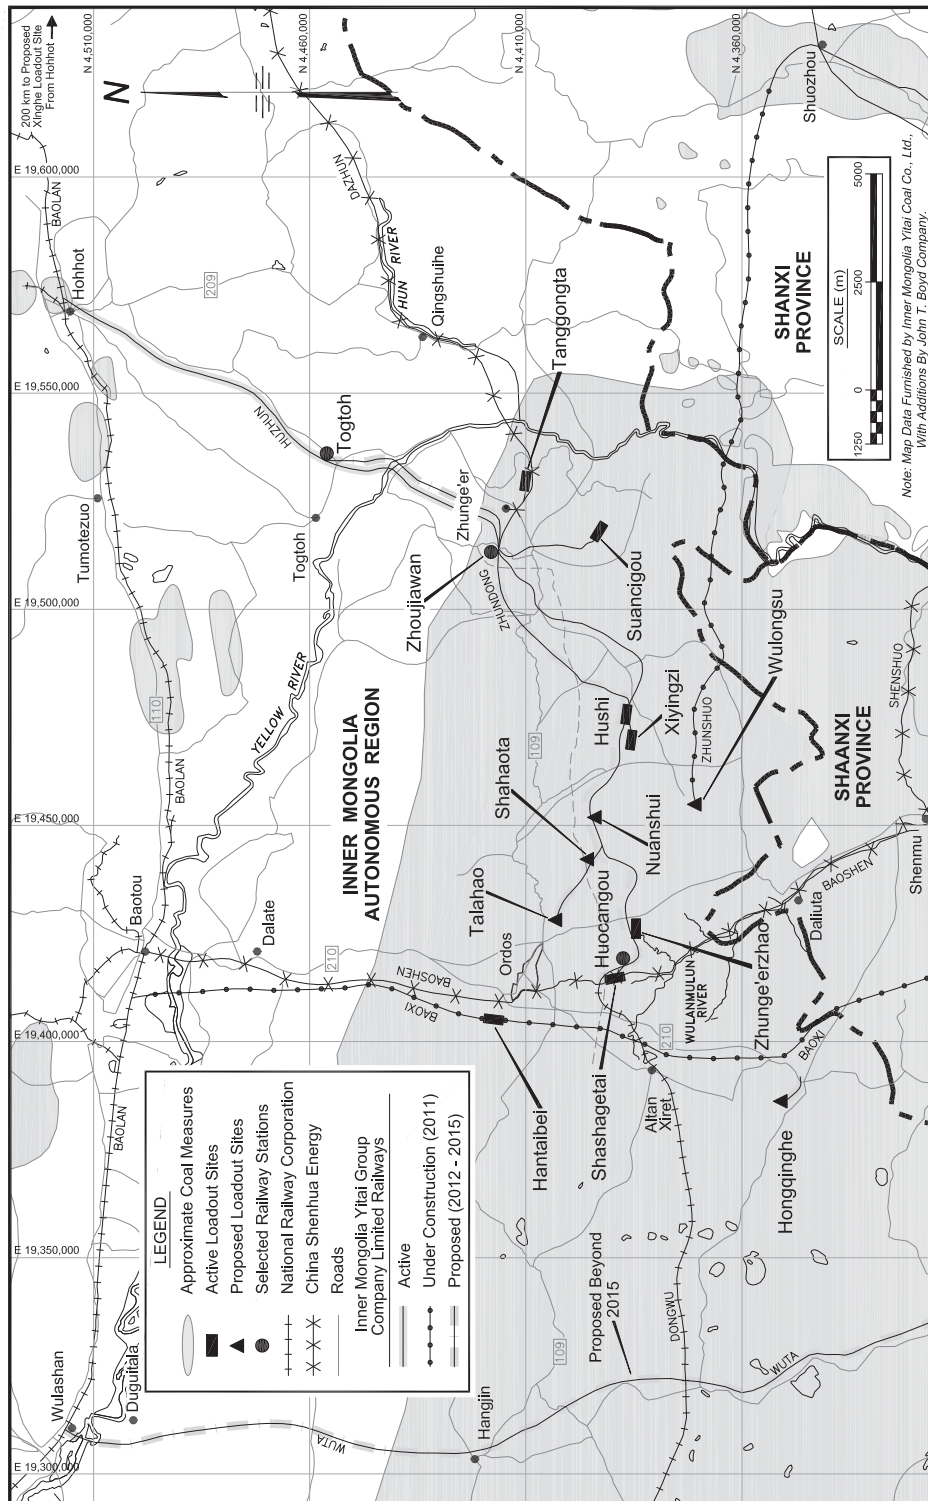 200 km to Proposed
Xinghe Loadout Site
From Hohhot
N 4,510,000
N 4,460,000
N 4,410,000
N 4,360,000
N
E 19,600,000
E 19,550,000
E 19,500,000
E 19,450,000
E 19,400,000
E 19,350,000
E 19,300,000
BAOLAN
Hohhot
209
DAZHUN
HUN
RIVER
Qingshuihe
Shuozhou
HUZHUN
Togtoh
Tanggongta
SHANXI
PROVINCE
SCALE (m)
1250
0
2500
5000
Note: Map Data Furnished by Inner Mongolia Yitai Coal Co., Ltd.,
With Additions By John T. Boyd Company.
Tumotezuo
Togtoh
Zhunge'er
Zhoujiawan
ZHUNDONG
Suancigou
Wulongsu
110
BAOLAN
YELLOW
RIVER
INNER MONGOLIA
AUTONOMOUS REGION
109
Hushi
Xiyingzi
ZHUNSHUO
SHENSHUO
Shahaota
Nuanshui
SHAANXI
PROVINCE
Baotou
Dalate
210
Talahao
Ordos
Huocangou
BAOSHEN
BAOXI
WULANMULUN
RIVER
Zhunge'erzhao
Daliuta
BAOSHEN
Shenmu
BAOLAN
Hantaibei
Shashagetai
210
Altan
Xiret
BAOXI
Hongqinghe
LEGEND
Approximate Coal Measures
Active Loadout Sites
Proposed Loadout Sites
Selected Railway Stations
National Railway Corporation
China Shenhua Energy
Roads
Inner Mongolia Yitai Group
Company Limited Railways
Active
Under Construction (2011)
Proposed (2012 - 2015)
Wulashan
Duguitala
WUTA
Hangjin
109
Proposed Beyond
2015
DONGWU
WUTA